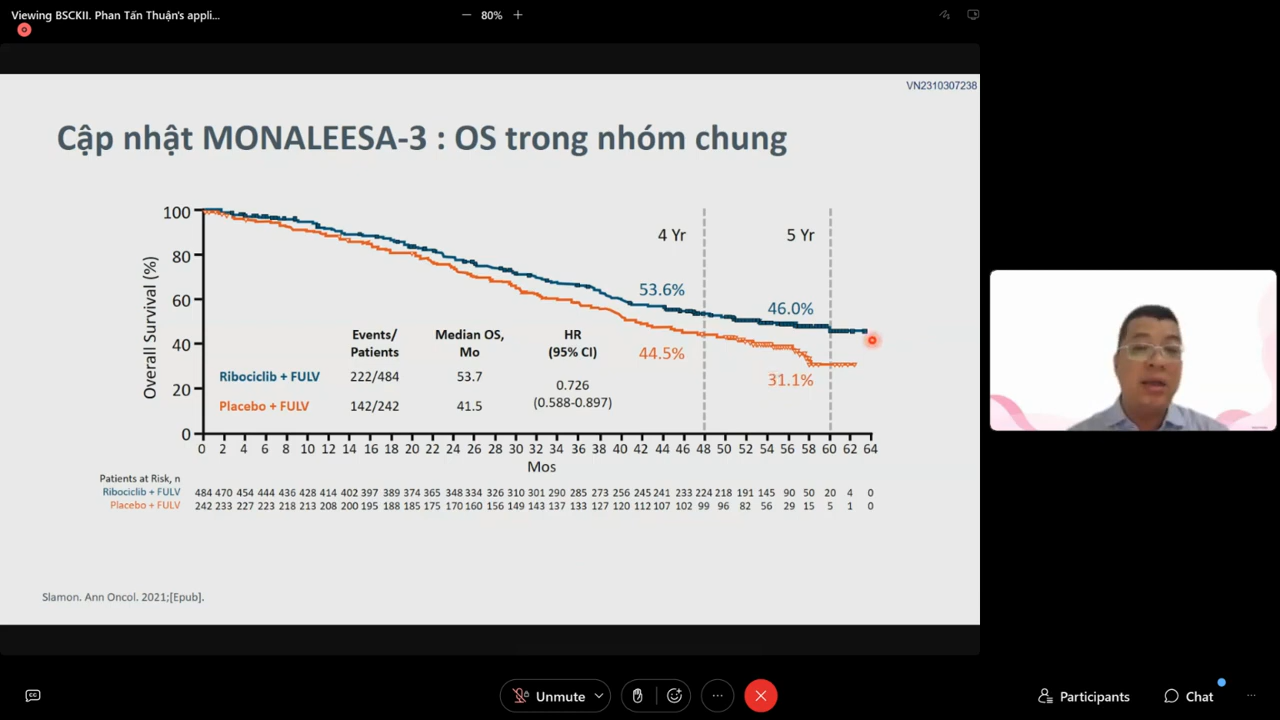 Viewing BSCKII. Phan Tấn Thuận's appli...
80%
VN2310307238
Cập nhật MONALEESA-3 : OS trong nhóm chung
Overall Survival (%)
100
80
60
40
20
0
4 Yr
5 Yr
53.6%
46.0%
44.5%
31.1%
Events/ Median OS, HR
Patients Mo (95% CI)
Ribociclib + FULV 222/484 53.7
0.726
(0.588-0.897)
Placebo + FULV 142/242 41.5
0 2 4 6 8 10 12 14 16 18 20 22 24 26 28 30 32 34 36 38 40 42 44 46 48 50 52 54 56 58 60 62 64
Mos
Patients at Risk, n
Ribociclib + FULV 484 470 454 444 436 428 414 402 397 389 374 365 348 334 326 310 301 290 285 273 256 245 241 233 224 218 191 145 90 50 20 4 0
Placebo + FULV 242 233 227 223 218 213 208 200 195 188 185 175 170 160 156 149 143 137 133 127 120 112 107 102 99 96 82 56 29 15 5 1 0
Slamon. Ann Oncol. 2021;[Epub].
CC
Unmute
Participants
Chat